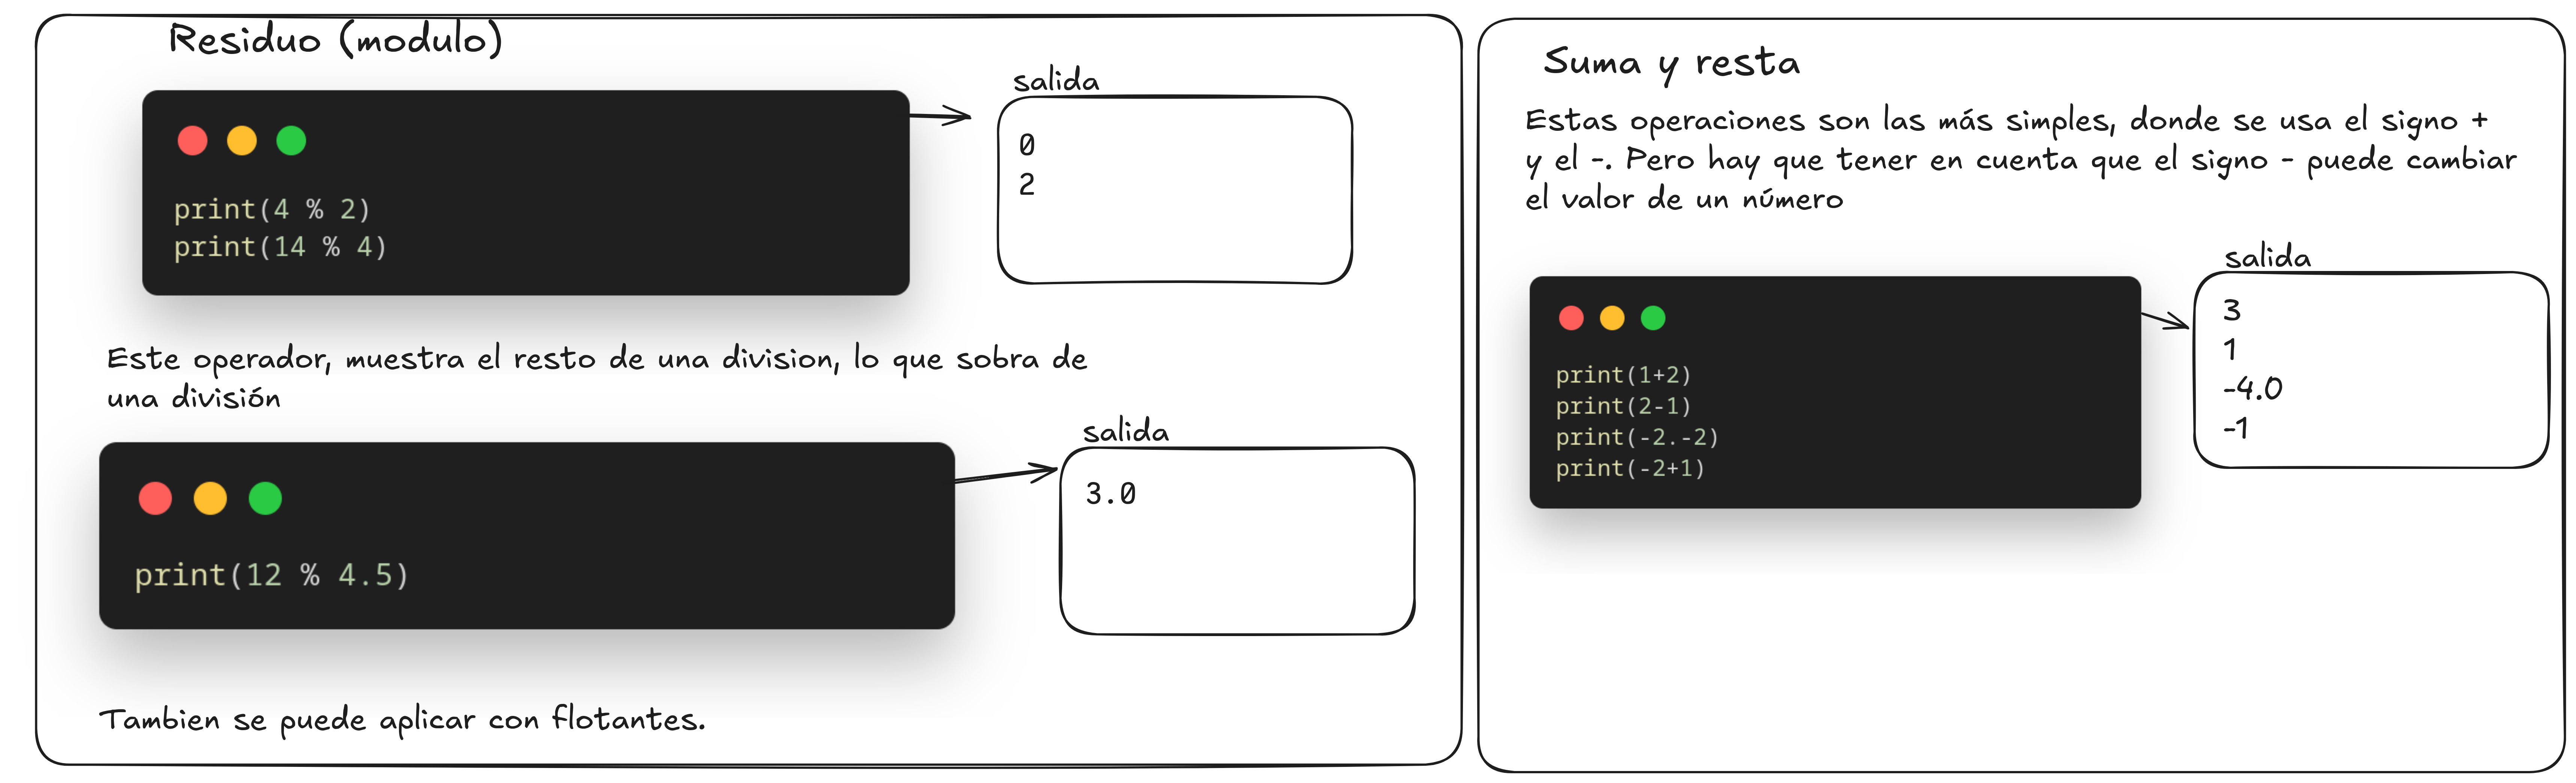 Residuo (modulo)
print(4 % 2)
print(14 % 4)
salida
0
2
Este operador, muestra el resto de una division, lo que sobra de
una división
print(12 % 4.5)
salida
3.0
Tambien se puede aplicar con flotantes.
Suma y resta
Estas operaciones son las más simples, donde se usa el signo +
y el -. Pero hay que tener en cuenta que el signo - puede cambiar
el valor de un número
print(1+2)
print(2-1)
print(-2.-2)
print(-2+1)
salida
3
1
-4.0
-1